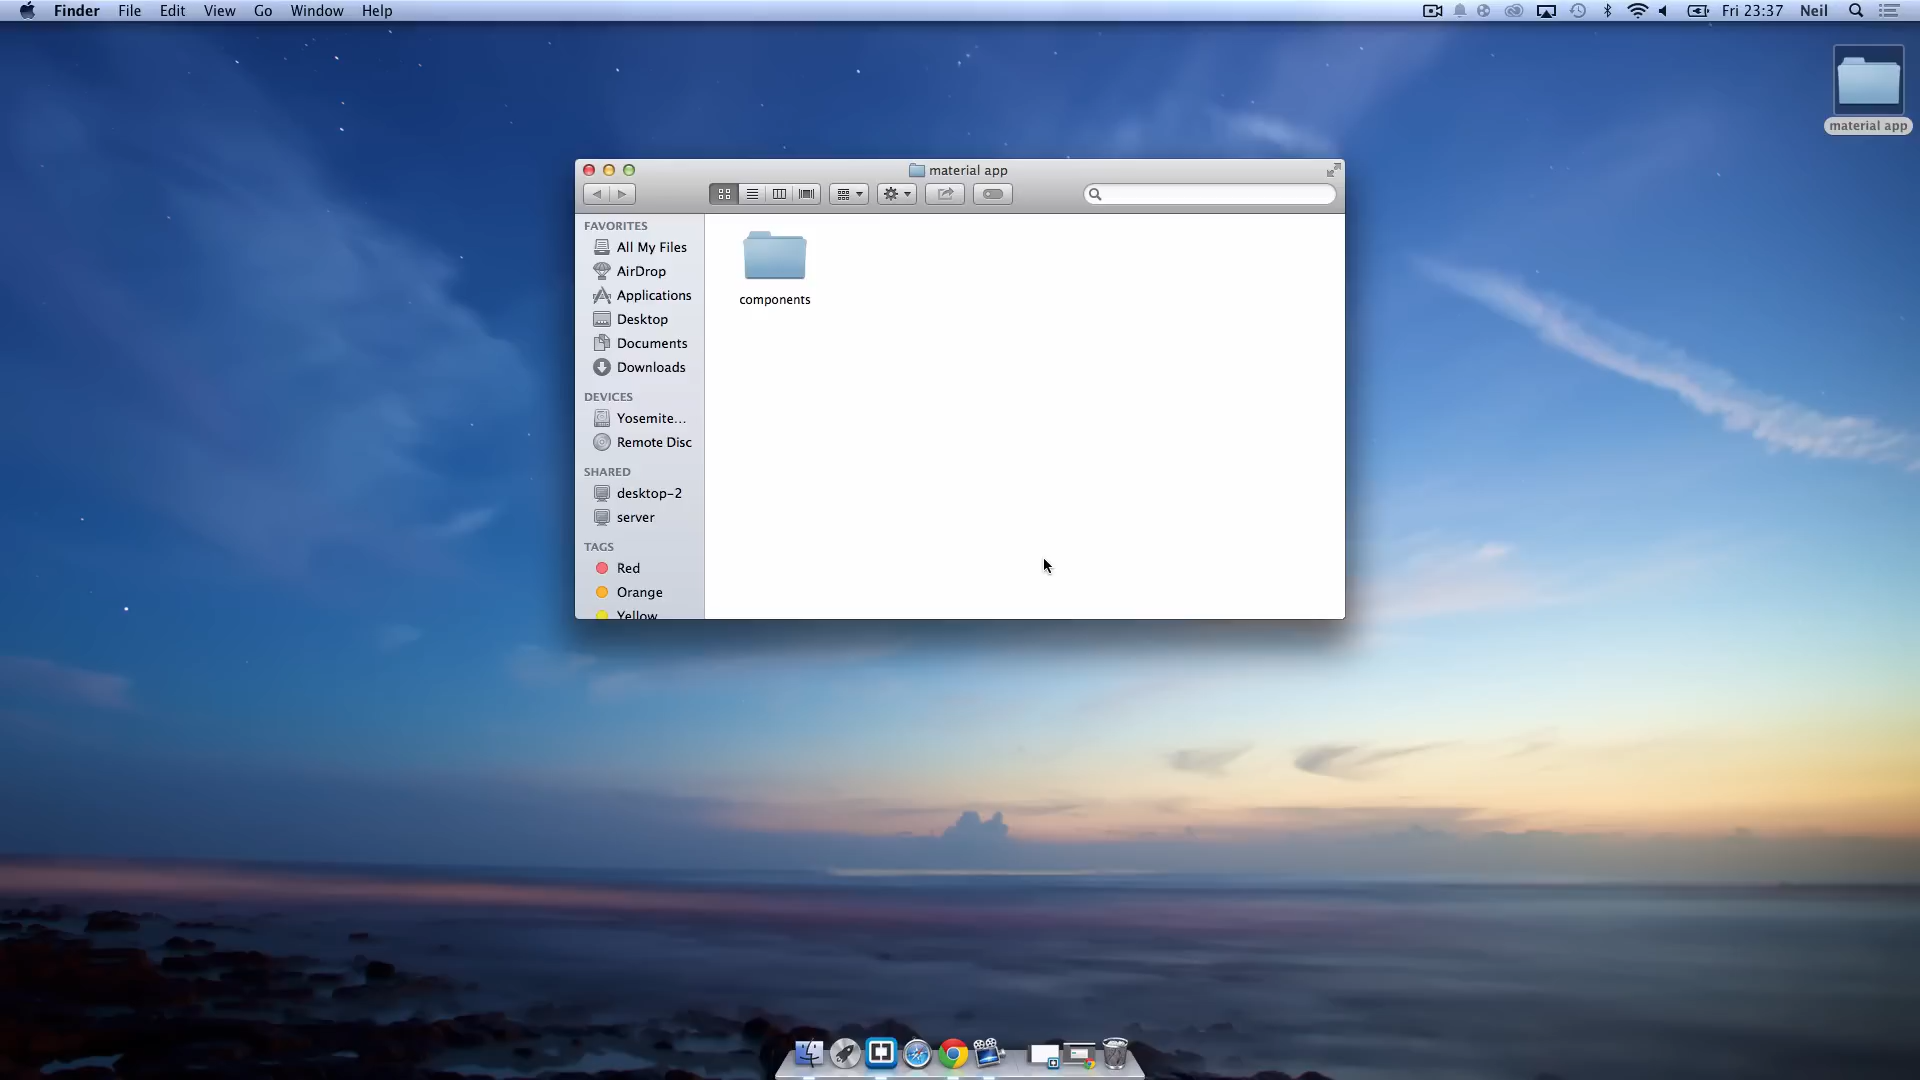 Finder File Edit View Go Window Help Fri 23:37 Neil
material app
material app
FAVORITES
All My Files
AirDrop
Applications
Desktop
Documents
Downloads
DEVICES
Yosemite...
Remote Disc
SHARED
desktop-2
server
TAGS
Red
Orange
Yellow
components